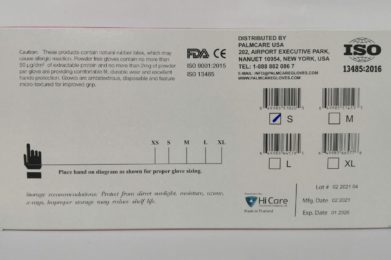 Caution: These products contain natural rubber latex, which may
cause allergic reaction. Powder free gloves contain no more than
50 μg/dm² of extractable protein and no more than 2mg of powder
per glove are providing comfortable fit, durable wear and excellent
hands protection. Gloves are ambidextrous, disposable and feature
micro-textured for improved grip.
FDA CE
ISO 9001:2015
ISO 13485
DISTRIBUTED BY
PALMCARE USA
202, AIRPORT EXECUTIVE PARK,
NANUET 10954, NEW YORK, USA
TEL: 1-088 802 086 7
E-MAIL: INFO@PALMCAREGLOVES.COM
WWW.PALMCAREGLOVES.COM
ISO
13485:2016
S
M
L
XL
XS S M L XL
Place hand on diagram as shown for proper glove sizing.
Storage recommendations: Protect from direct sunlight, moisture, ozone,
x-rays, Improper storage may reduce shelf life.
Hi Care
Made in Thailand
Lot # 02 2021 04
Mfg. Date 02 2021
Exp. Date 01 2026